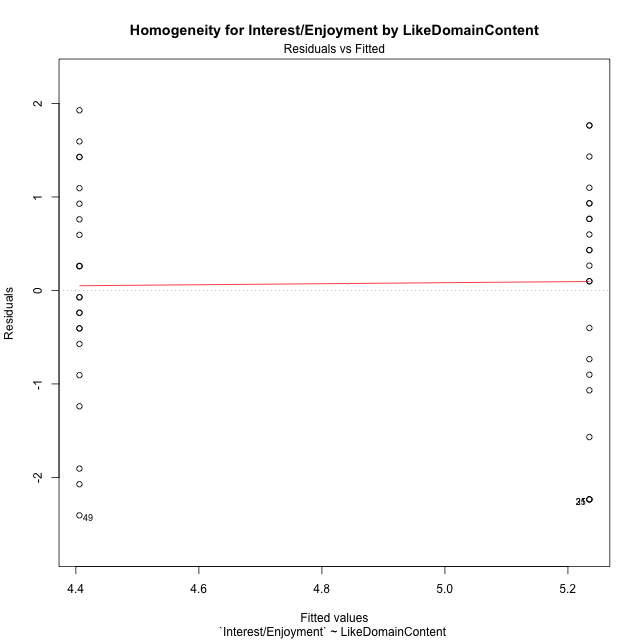 Homogeneity for Interest/Enjoyment by LikeDomainContent
Residuals vs Fitted
2
1
0
-1
-2
Residuals
49
4.4
4.6
4.8
5.0
5.2
Fitted values
`Interest/Enjoyment` ~ LikeDomainContent